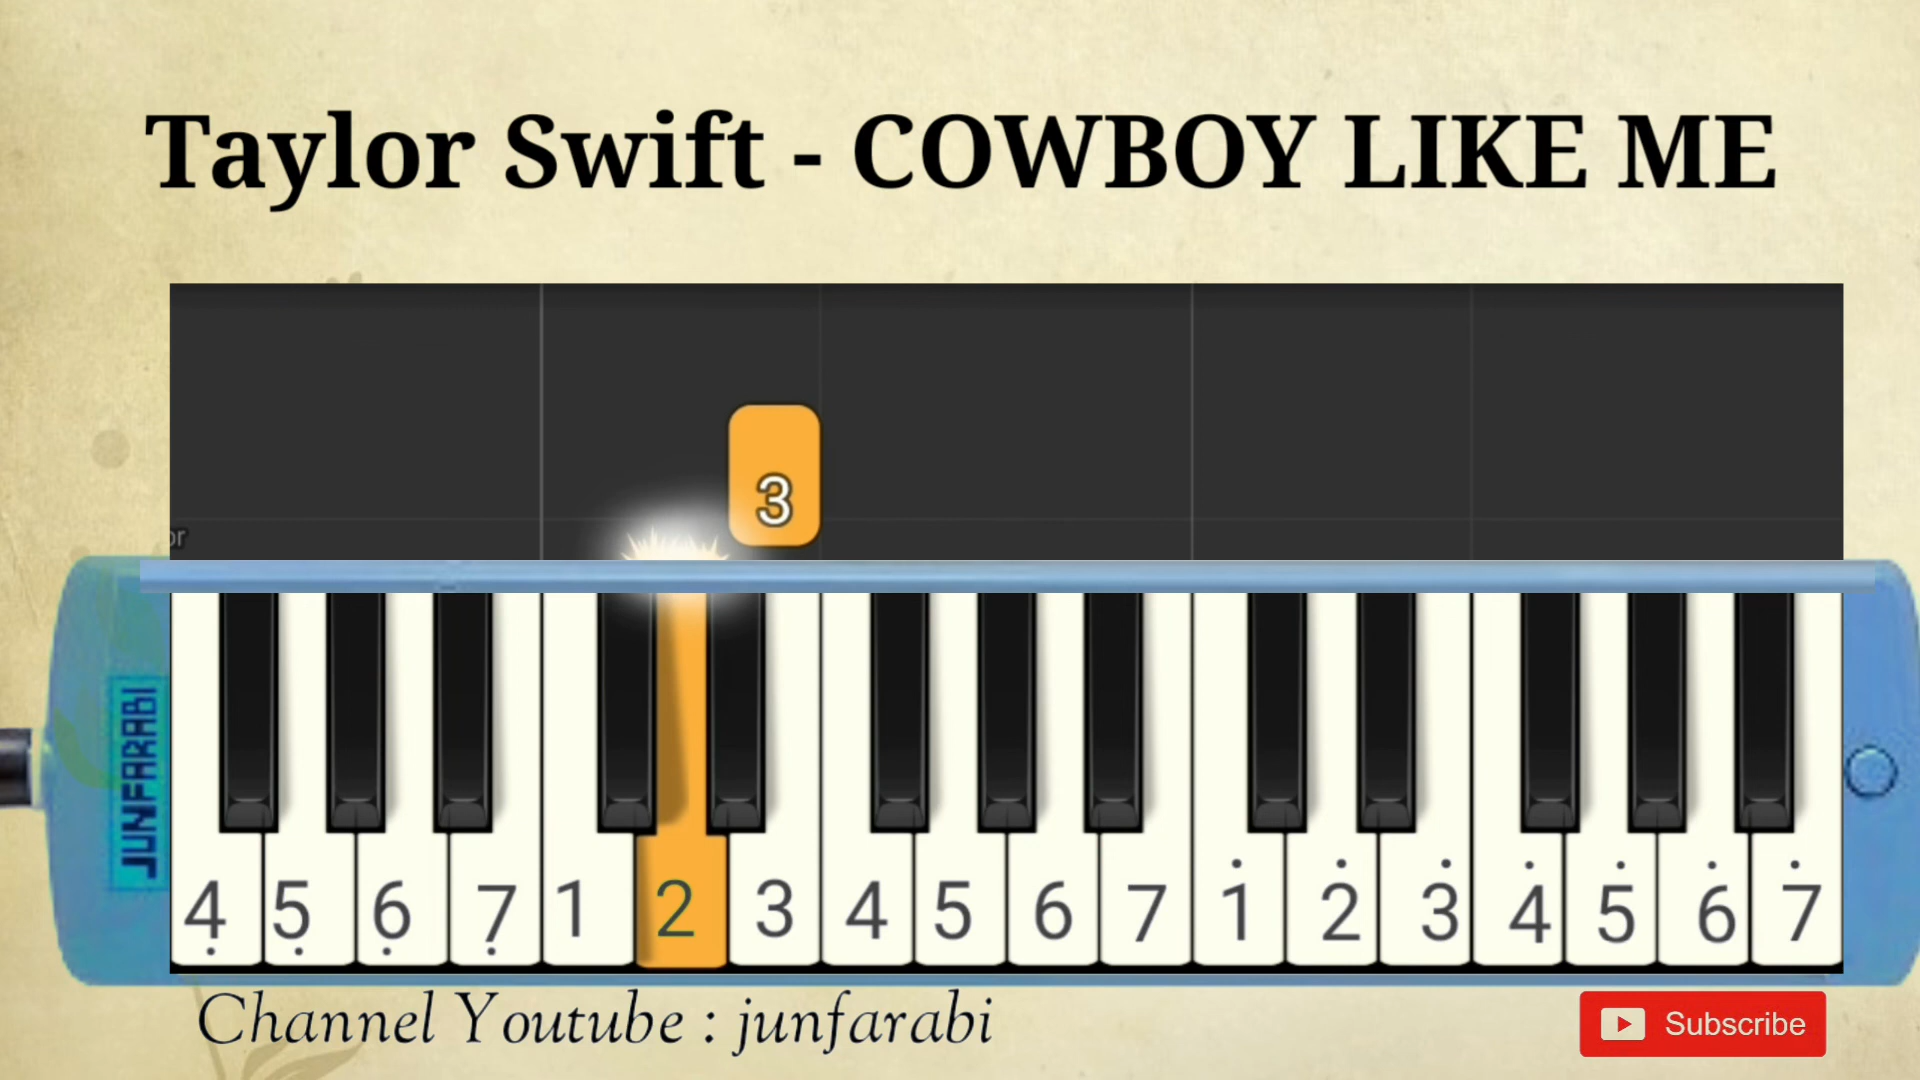 Taylor Swift - COWBOY LIKE ME
3
or
JUNFARABI
4̣ 5̣ 6̣ 7̣ 1 2 3 4 5 6 7 1̇ 2̇ 3̇ 4̇ 5̇ 6̇ 7̇
Channel Youtube : junfarabi
Subscribe